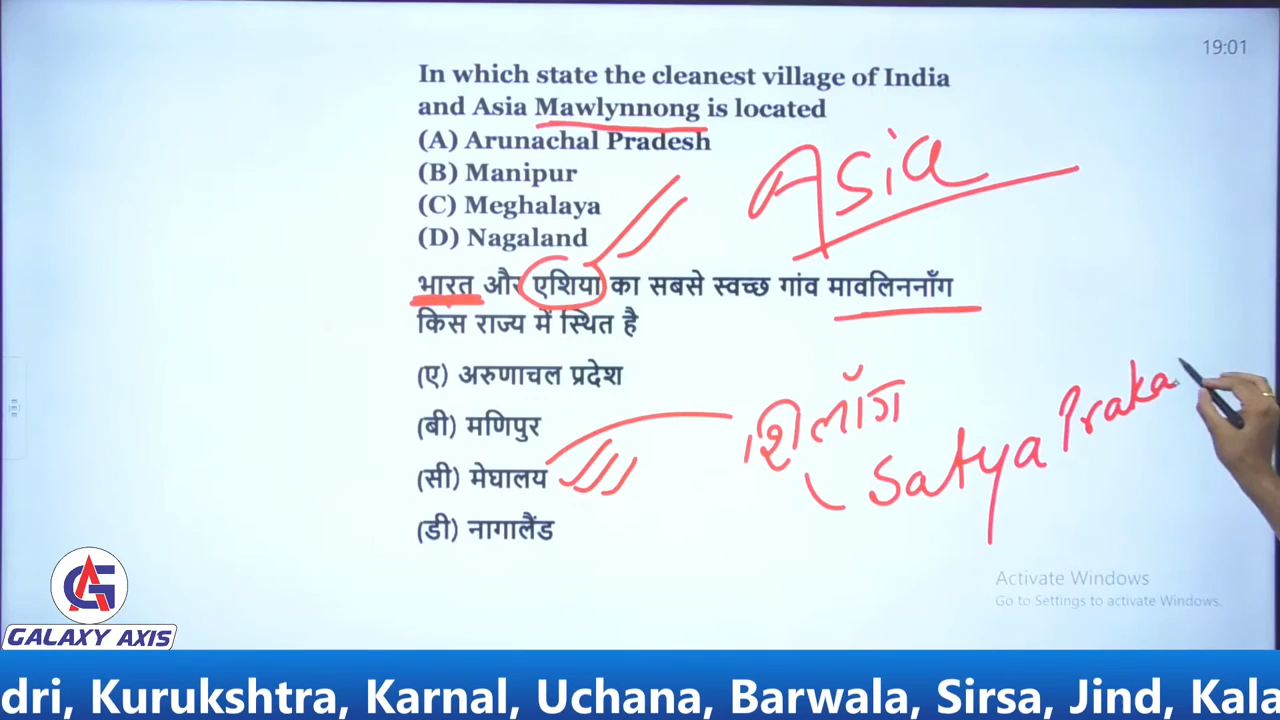 19:01
In which state the cleanest village of India
and Asia Mawlynnong is located
(A) Arunachal Pradesh
(B) Manipur
(C) Meghalaya
(D) Nagaland
Asia
भारत और एशिया का सबसे स्वच्छ गांव मावलिननाँग
किस राज्य में स्थित है
(ए) अरुणाचल प्रदेश
(बी) मणिपुर
(सी) मेघालय
(डी) नागालैंड
शिलॉग
Satya Praka
Activate Windows
Go to Settings to activate Windows.
GALAXY AXIS
dri, Kurukshtra, Karnal, Uchana, Barwala, Sirsa, Jind, Kala